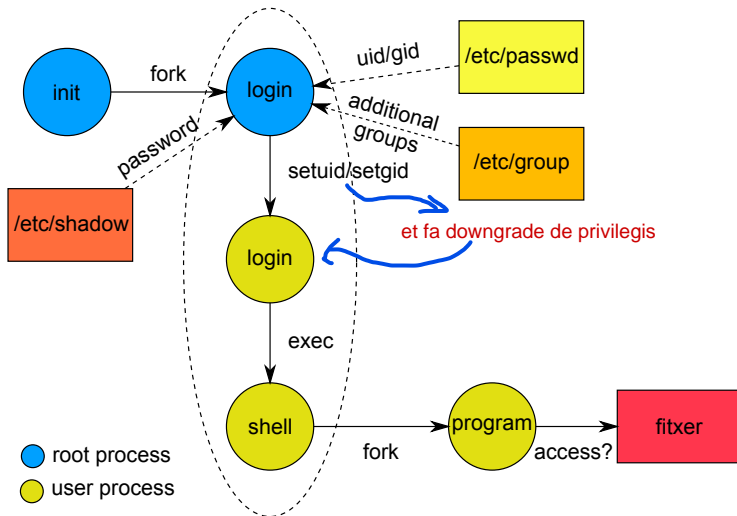 uid/gid
/etc/passwd
fork
init
login
additional
groups
password
/etc/group
setuid/setgid
/etc/shadow
et fa downgrade de privilegis
login
exec
shell
program
fitxer
fork
access?
root process
user process